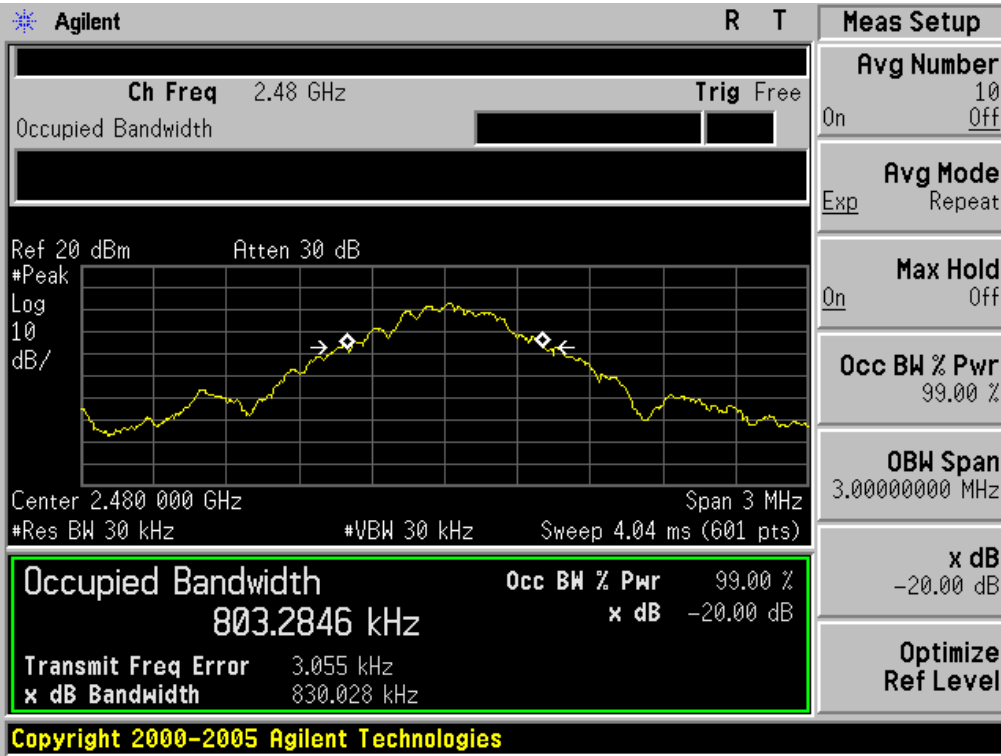 Agilent R T
Ch Freq 2.48 GHz Trig Free
Occupied Bandwidth
Ref 20 dBm Atten 30 dB
#Peak
Log
10
dB/
Center 2.480 000 GHz Span 3 MHz
#Res BW 30 kHz #VBW 30 kHz Sweep 4.04 ms (601 pts)
Occupied Bandwidth Occ BW % Pwr 99.00 %
803.2846 kHz x dB -20.00 dB
Transmit Freq Error 3.055 kHz
x dB Bandwidth 830.028 kHz
Copyright 2000-2005 Agilent Technologies
Meas Setup
Avg Number
10
On Off
Avg Mode
Exp Repeat
Max Hold
On Off
Occ BW % Pwr
99.00 %
OBW Span
3.00000000 MHz
x dB
-20.00 dB
Optimize
Ref Level